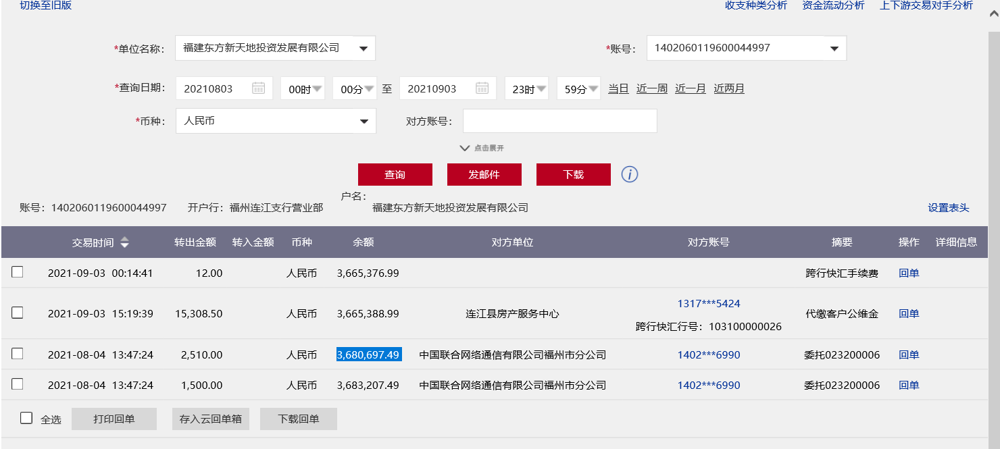 切换至旧版 收支种类分析 资金流动分析 上下游交易对手分析
*单位名称： 福建东方新天地投资发展有限公司 *账号： 1402060119600044997
*查询日期： 20210803 00时 00分 至 20210903 23时 59分 当日 近一周 近一月 近两月
*币种： 人民币 对方账号：
点击展开
查询 发邮件 下载 i
账号：1402060119600044997 开户行：福州连江支行营业部 户名： 福建东方新天地投资发展有限公司 设置表头
交易时间 转出金额 转入金额 币种 余额 对方单位 对方账号 摘要 操作 详细信息
2021-09-03 00:14:41 12.00 人民币 3,665,376.99 跨行快汇手续费 回单
2021-09-03 15:19:39 15,308.50 人民币 3,665,388.99 连江县房产服务中心 1317***5424 代缴客户公维金 回单
跨行快汇行号：103100000026
2021-08-04 13:47:24 2,510.00 人民币 3,680,697.49 中国联合网络通信有限公司福州市分公司 1402***6990 委托023200006 回单
2021-08-04 13:47:24 1,500.00 人民币 3,683,207.49 中国联合网络通信有限公司福州市分公司 1402***6990 委托023200006 回单
全选 打印回单 存入云回单箱 下载回单